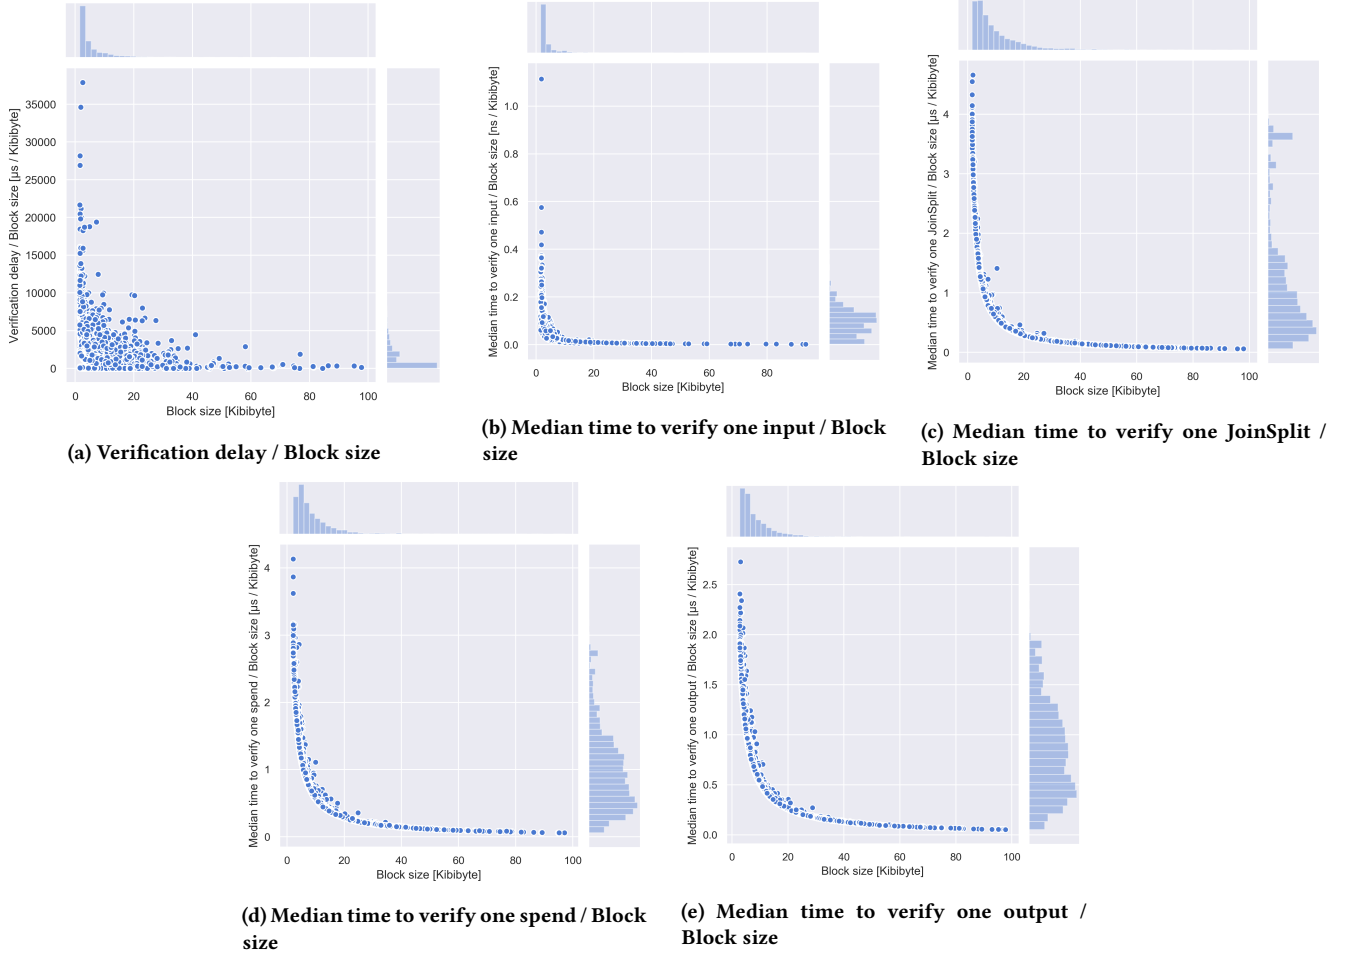 Verification delay / Block size [µs / Kibibyte]
35000
30000
25000
20000
15000
10000
5000
0
0 20 40 60 80 100
Block size [Kibibyte]
(a) Verification delay / Block size
Median time to verify one input / Block size [ns / Kibibyte]
1.0
0.8
0.6
0.4
0.2
0.0
0 20 40 60 80
Block size [Kibibyte]
(b) Median time to verify one input / Block
size
Median time to verify one JoinSplit / Block size [µs / Kibibyte]
4
3
2
1
0
0 20 40 60 80 100
Block size [Kibibyte]
(c) Median time to verify one JoinSplit /
Block size
Median time to verify one spend / Block size [µs / Kibibyte]
4
3
2
1
0
0 20 40 60 80 100
Block size [Kibibyte]
(d) Median time to verify one spend / Block
size
Median time to verify one output / Block size [µs / Kibibyte]
2.5
2.0
1.5
1.0
0.5
0.0
0 20 40 60 80 100
Block size [Kibibyte]
(e) Median time to verify one output /
Block size